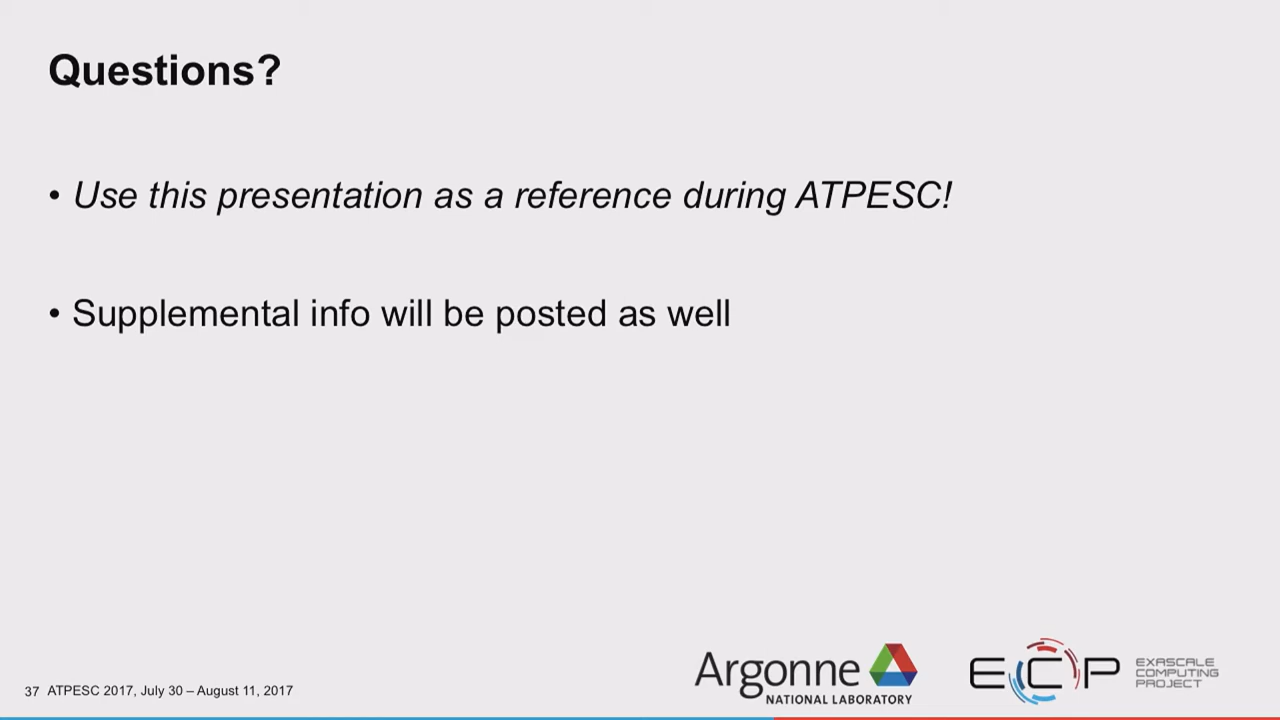 Questions?
• Use this presentation as a reference during ATPESC!
• Supplemental info will be posted as well
37 ATPESC 2017, July 30 – August 11, 2017
Argonne
NATIONAL LABORATORY
ECP
EXASCALE
COMPUTING
PROJECT